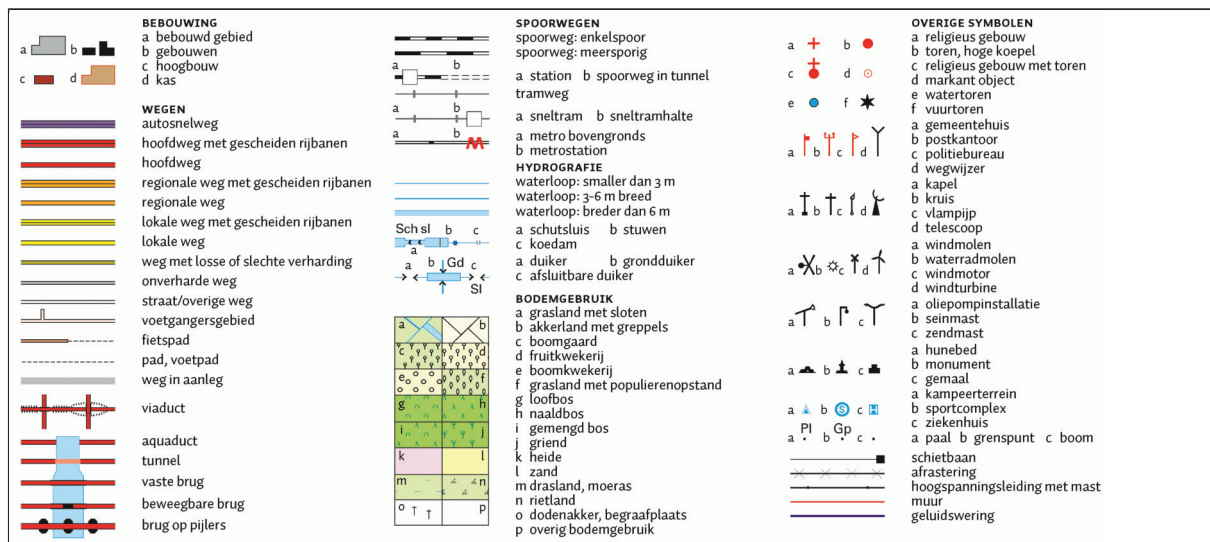 BEBOUWING
a b
a bebouwd gebied
b gebouwen
c d
c hoogbouw
d kas
WEGEN
autosnelweg
hoofdweg met gescheiden rijbanen
hoofdweg
regionale weg met gescheiden rijbanen
regionale weg
lokale weg met gescheiden rijbanen
lokale weg
weg met losse of slechte verharding
onverharde weg
straat/overige weg
voetgangersgebied
fietspad
pad, voetpad
weg in aanleg
viaduct
aquaduct
tunnel
vaste brug
beweegbare brug
brug op pijlers
SPOORWEGEN
spoorweg: enkelspoor
spoorweg: meersporig
a b
a station b spoorweg in tunnel
tramweg
a b
a sneltram b sneltramhalte
a b
a metro bovengronds
b metrostation
HYDROGRAFIE
waterloop: smaller dan 3 m
waterloop: 3-6 m breed
waterloop: breder dan 6 m
Sch sl b c
a
a schutsluis b stuwen
c koedam
a b Gd c
Sl
a duiker b grondduiker
c afsluitbare duiker
BODEMGEBRUIK
a b
c d
e f
g h
i j
k l
m n
o p
a grasland met sloten
b akkerland met greppels
c boomgaard
d fruitkwekerij
e boomkwekerij
f grasland met populierenopstand
g loofbos
h naaldbos
i gemengd bos
j griend
k heide
l zand
m drasland, moeras
n rietland
o dodenakker, begraafplaats
p overig bodemgebruik
OVERIGE SYMBOLEN
a b
c d
e f
a religieus gebouw
b toren, hoge koepel
c religieus gebouw met toren
d markant object
e watertoren
f vuurtoren
a b c d
a gemeentehuis
b postkantoor
c politiebureau
d wegwijzer
a b c d
a kapel
b kruis
c vlampijp
d telescoop
a b c d
a windmolen
b waterradmolen
c windmotor
d windturbine
a b c
a oliepompinstallatie
b seinmast
c zendmast
a b c
a hunebed
b monument
c gemaal
a b S c H
a kampeerterrein
b sportcomplex
c ziekenhuis
Pl Gp
a b c
a paal b grenspunt c boom
schietbaan
afrastering
hoogspanningsleiding met mast
muur
geluidswering